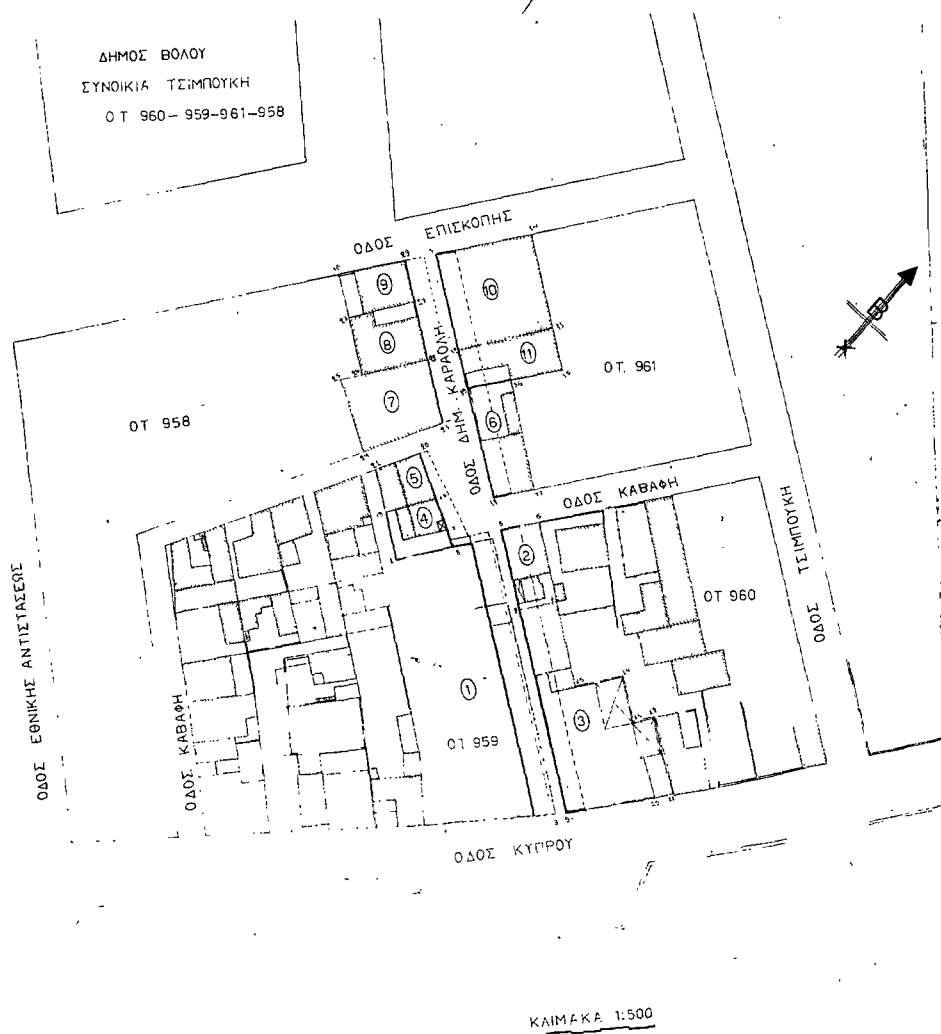 ΔΗΜΟΣ ΒΟΛΟΥ
ΣΥΝΟΙΚΙΑ ΤΣΙΜΠΟΥΚΗ
Ο Τ 960-959-961-958
ΟΔΟΣ ΕΠΙΣΚΟΠΗΣ
9
10
8
11
7
6
5
4
2
1
3
ΟΤ 958
ΟΤ. 961
ΟΔΟΣ ΔΗΜ. ΚΑΡΑΟΛΗ
ΟΔΟΣ ΚΑΒΑΦΗ
ΟΤ 960
ΟΔΟΣ ΤΣΙΜΠΟΥΚΗ
ΟΔΟΣ ΕΘΝΙΚΗΣ ΑΝΤΙΣΤΑΣΕΩΣ
ΟΔΟΣ ΚΑΒΑΦΗ
ΟΤ 959
ΟΔΟΣ ΚΥΠΡΟΥ
Β
ΚΛΙΜΑΚΑ 1:500